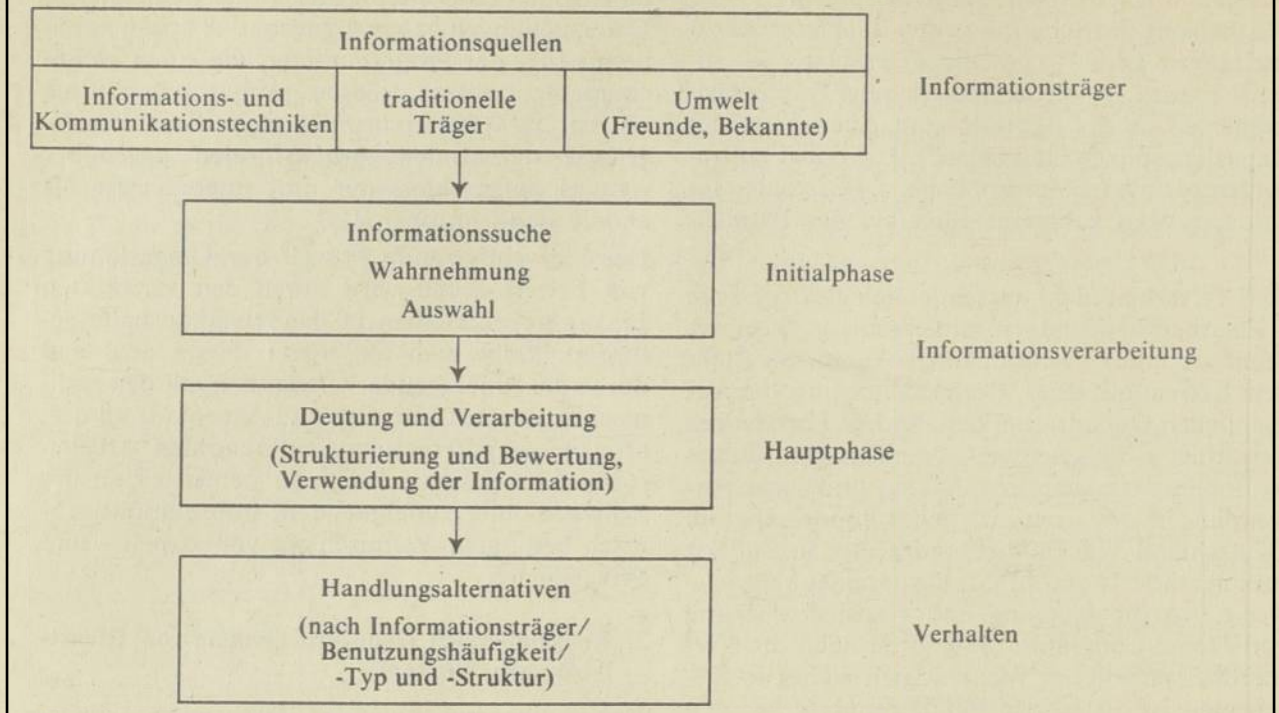 Informationsquellen
Informations- und
Kommunikationstechniken
traditionelle
Träger
Umwelt
(Freunde, Bekannte)
Informationsträger
Informationssuche
Wahrnehmung
Auswahl
Initialphase
Informationsverarbeitung
Deutung und Verarbeitung
(Strukturierung und Bewertung,
Verwendung der Information)
Hauptphase
Handlungsalternativen
(nach Informationsträger/
Benutzungshäufigkeit/
-Typ und -Struktur)
Verhalten